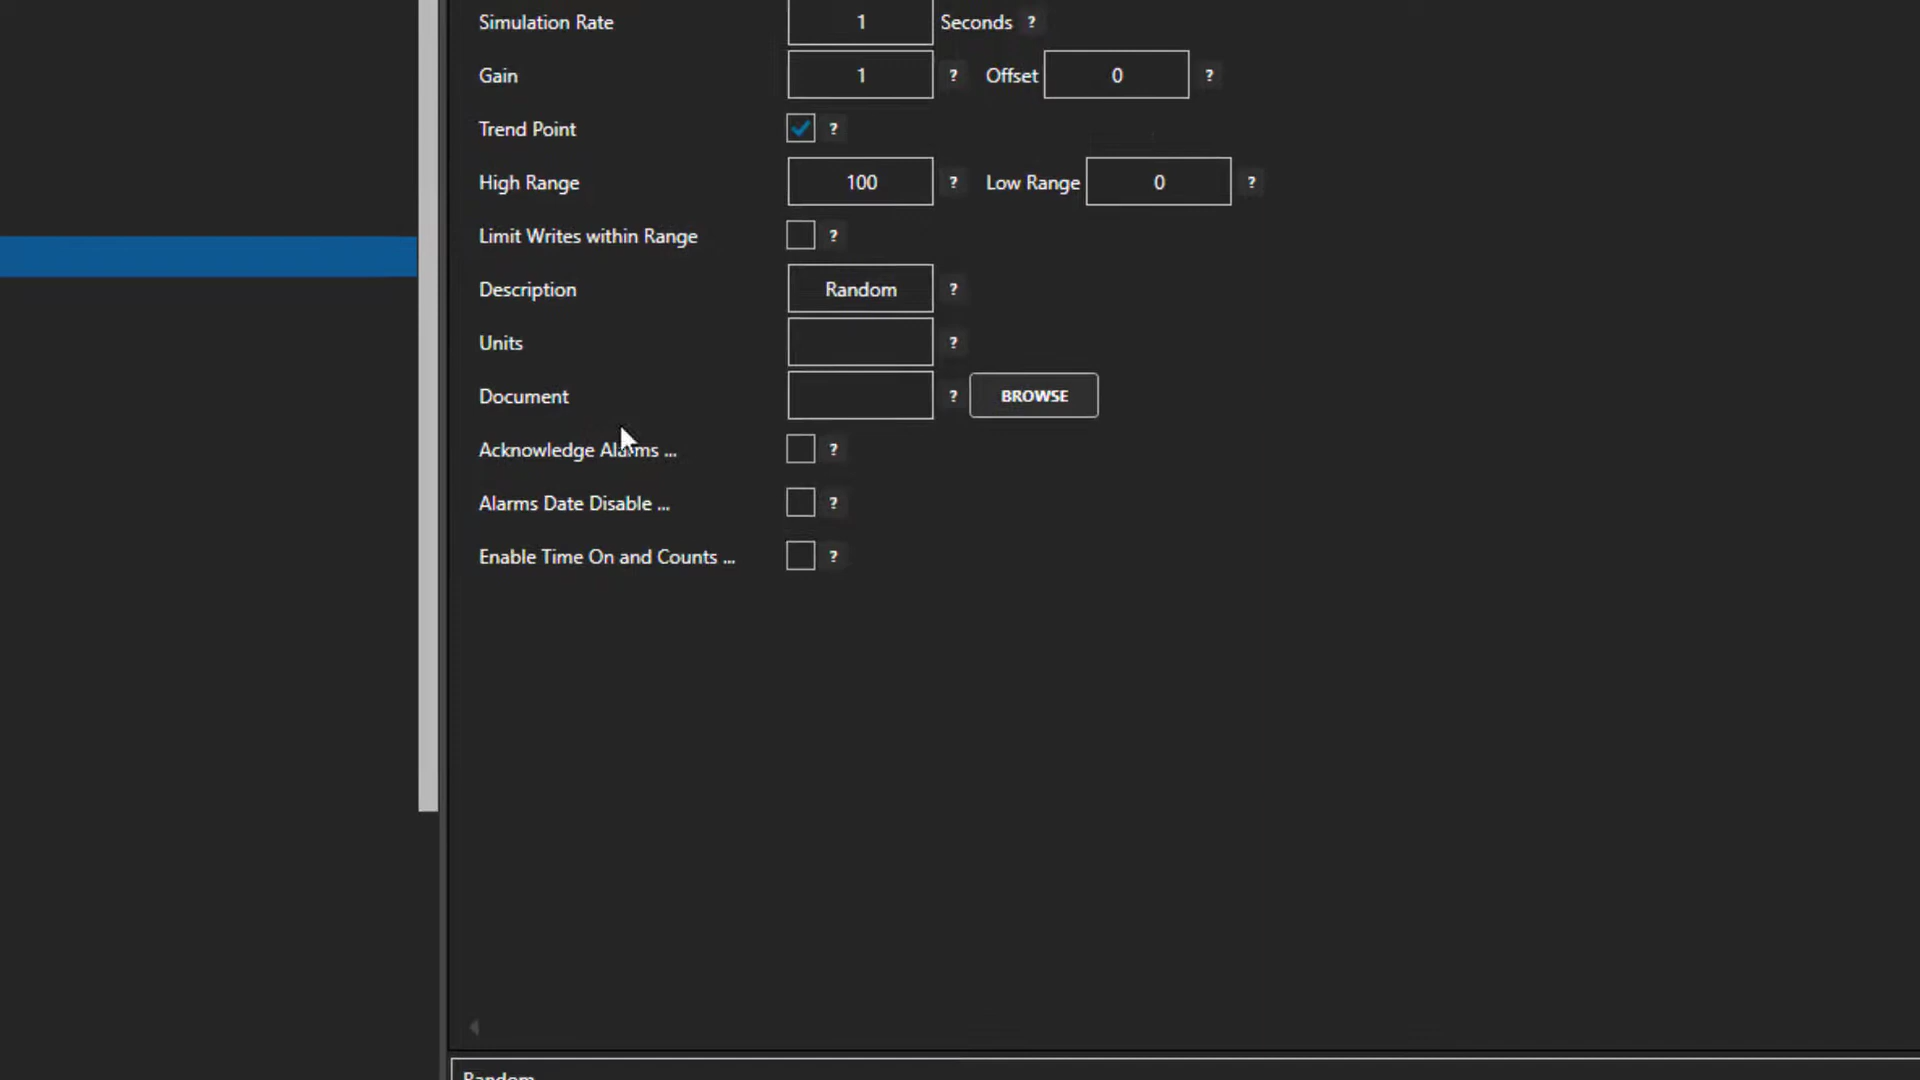 Simulation Rate 1 Seconds ?
Gain 1 ? Offset 0 ?
Trend Point ?
High Range 100 ? Low Range 0 ?
Limit Writes within Range ?
Description Random ?
Units ?
Document ? BROWSE
Acknowledge Alarms ... ?
Alarms Date Disable ... ?
Enable Time On and Counts ... ?
Random